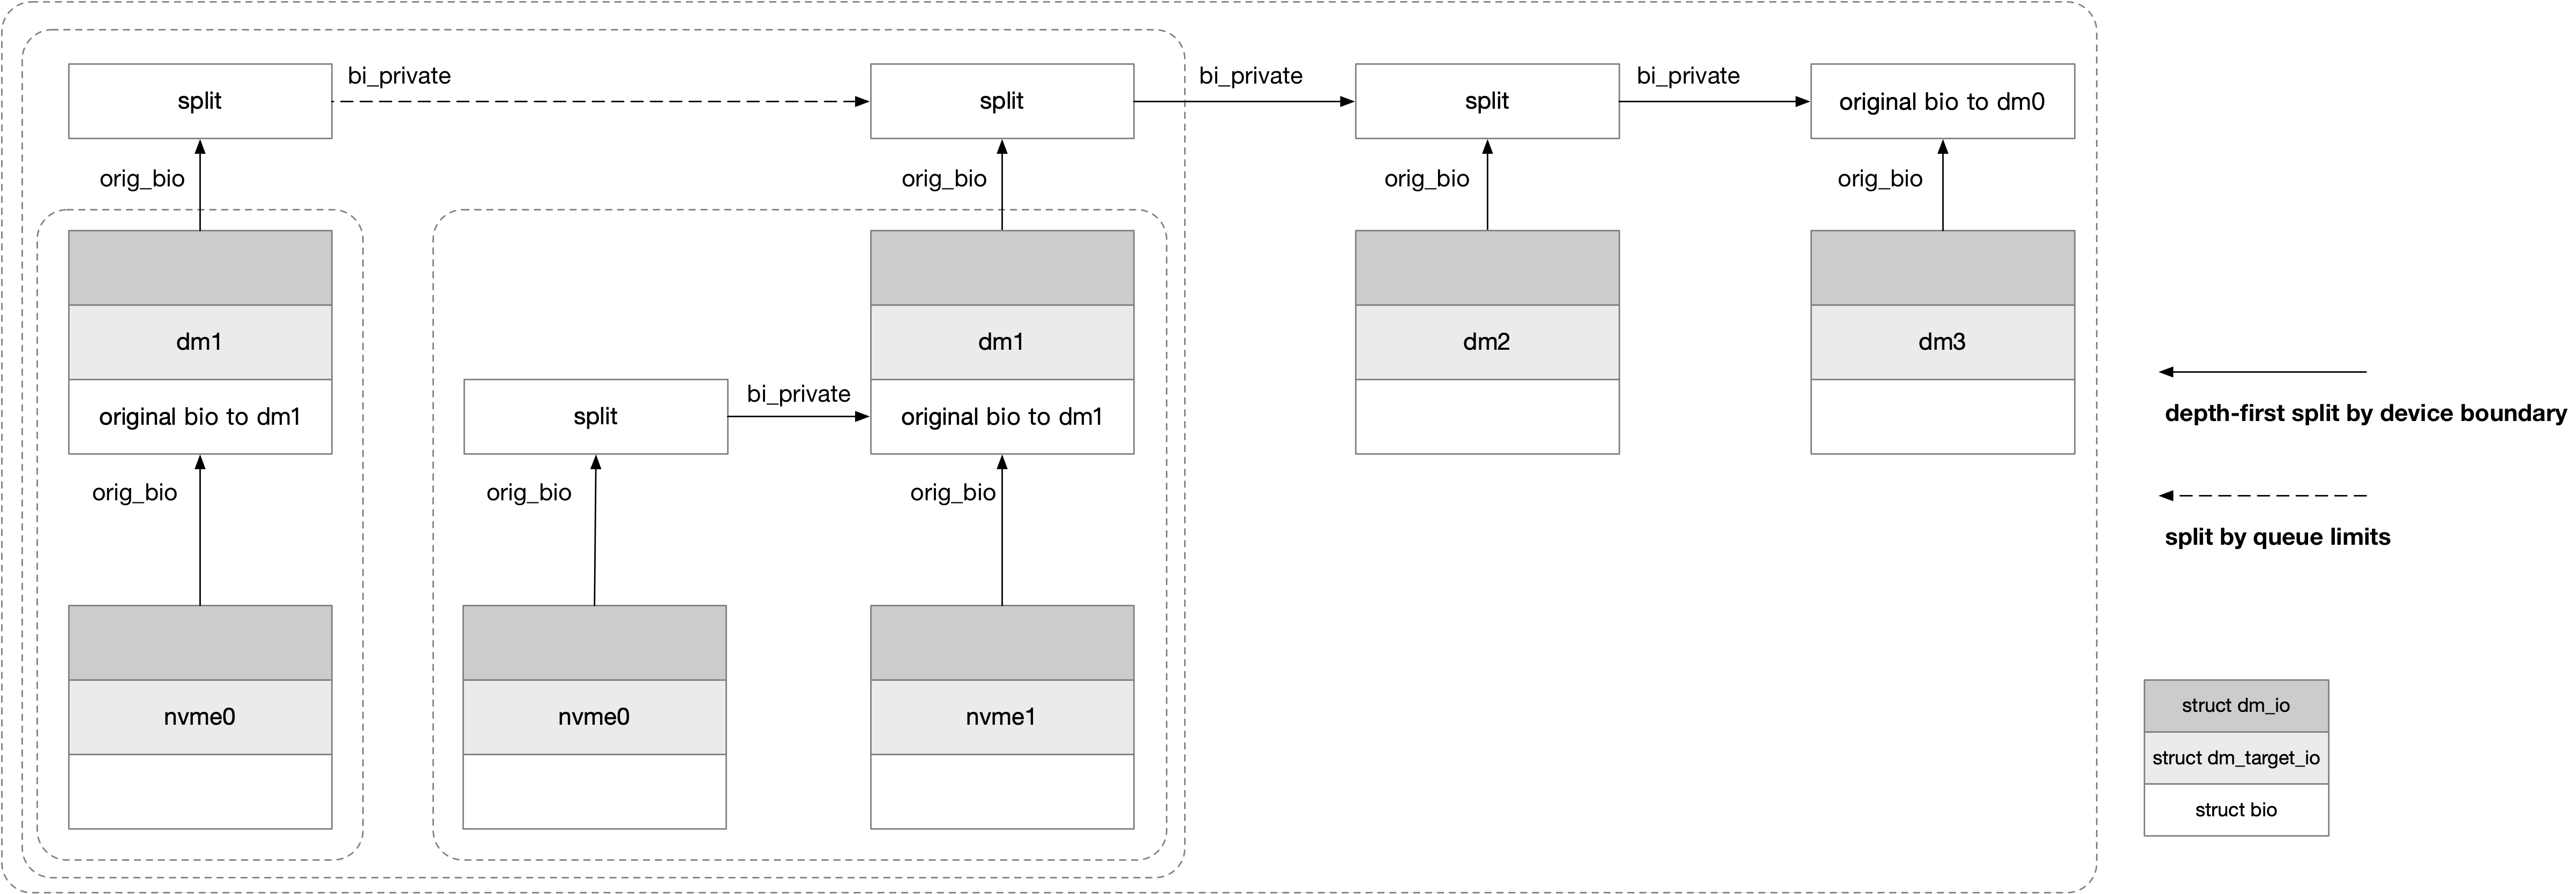 bi_private
bi_private
bi_private
split
split
split
original bio to dm0
orig_bio
orig_bio
orig_bio
orig_bio
dm1
dm1
dm2
dm3
bi_private
original bio to dm1
split
original bio to dm1
depth-first split by device boundary
orig_bio
orig_bio
orig_bio
split by queue limits
nvme0
nvme0
nvme1
struct dm_io
struct dm_target_io
struct bio